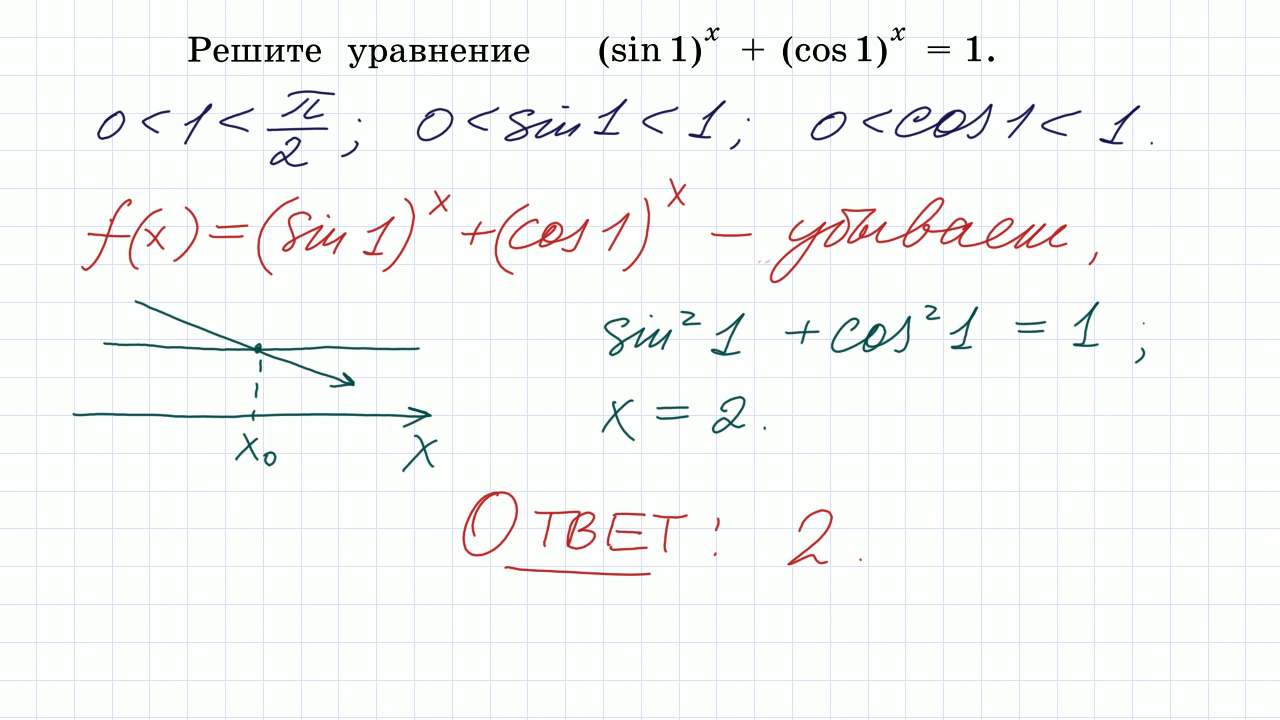 Решите уравнение (sin 1)^x + (cos 1)^x = 1.
0 < 1 < π/2; 0 < sin 1 < 1; 0 < cos 1 < 1.
f(x) = (sin 1)^x + (cos 1)^x – убывает,
sin² 1 + cos² 1 = 1;
x = 2.
x₀ x
Ответ: 2.